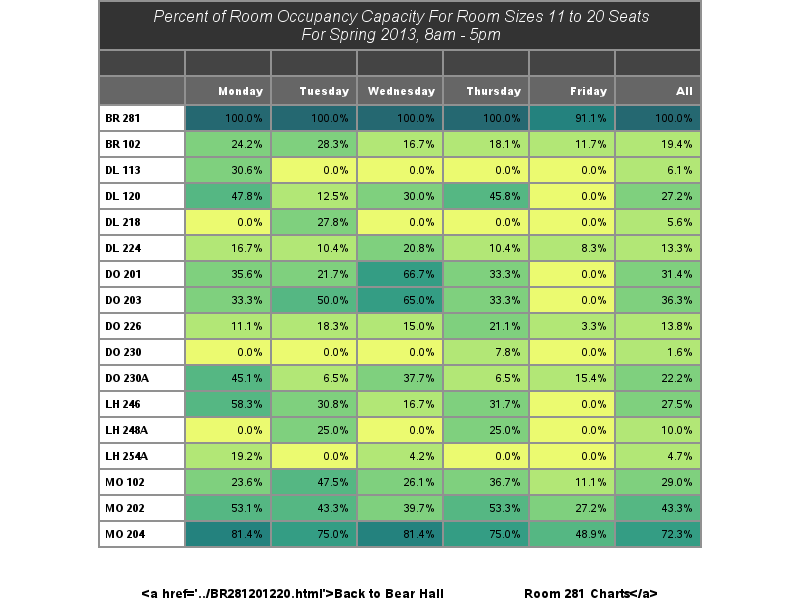 Percent of Room Occupancy Capacity For Room Sizes 11 to 20 Seats
For Spring 2013, 8am - 5pm
Monday Tuesday Wednesday Thursday Friday All
BR 281 100.0% 100.0% 100.0% 100.0% 91.1% 100.0%
BR 102 24.2% 28.3% 16.7% 18.1% 11.7% 19.4%
DL 113 30.6% 0.0% 0.0% 0.0% 0.0% 6.1%
DL 120 47.8% 12.5% 30.0% 45.8% 0.0% 27.2%
DL 218 0.0% 27.8% 0.0% 0.0% 0.0% 5.6%
DL 224 16.7% 10.4% 20.8% 10.4% 8.3% 13.3%
DO 201 35.6% 21.7% 66.7% 33.3% 0.0% 31.4%
DO 203 33.3% 50.0% 65.0% 33.3% 0.0% 36.3%
DO 226 11.1% 18.3% 15.0% 21.1% 3.3% 13.8%
DO 230 0.0% 0.0% 0.0% 7.8% 0.0% 1.6%
DO 230A 45.1% 6.5% 37.7% 6.5% 15.4% 22.2%
LH 246 58.3% 30.8% 16.7% 31.7% 0.0% 27.5%
LH 248A 0.0% 25.0% 0.0% 25.0% 0.0% 10.0%
LH 254A 19.2% 0.0% 4.2% 0.0% 0.0% 4.7%
MO 102 23.6% 47.5% 26.1% 36.7% 11.1% 29.0%
MO 202 53.1% 43.3% 39.7% 53.3% 27.2% 43.3%
MO 204 81.4% 75.0% 81.4% 75.0% 48.9% 72.3%
<a href='../BR281201220.html'>Back to Bear Hall Room 281 Charts</a>